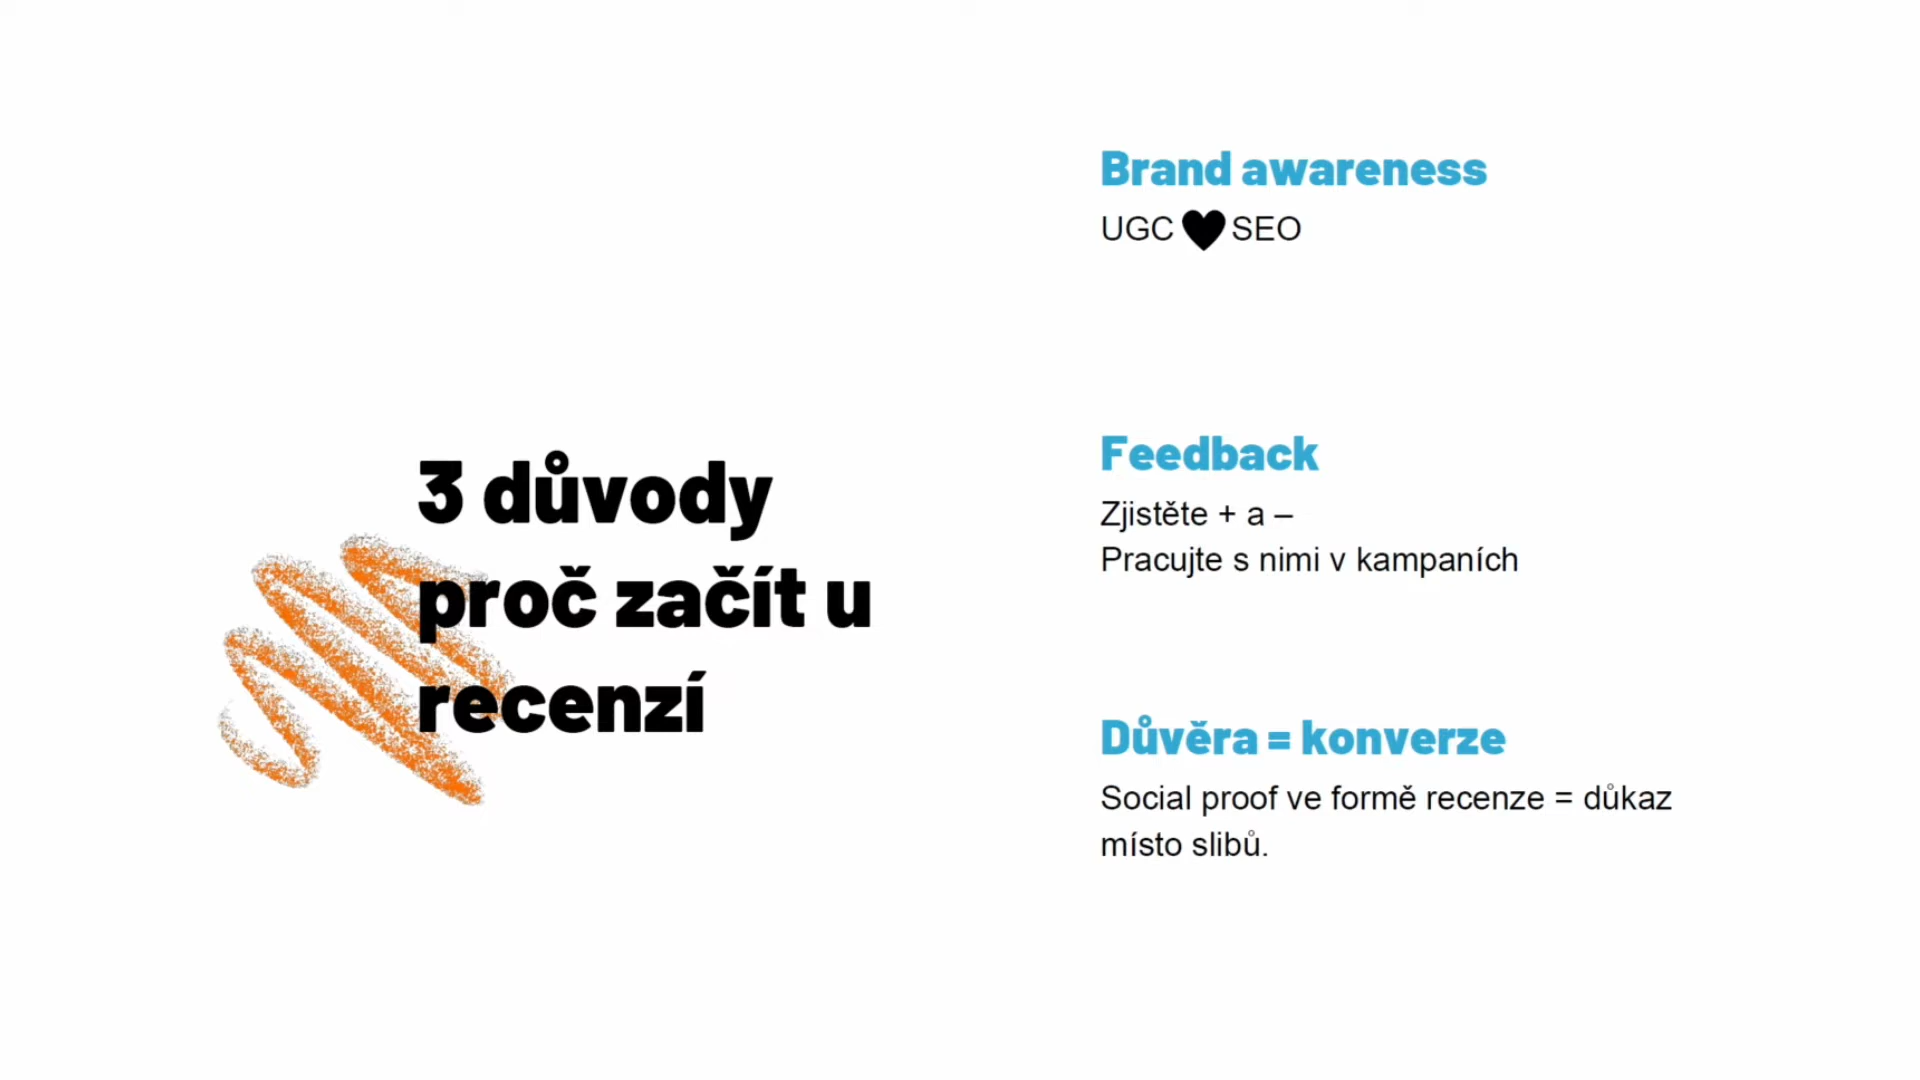 3 důvody
proč začít u
recenzí
Brand awareness
UGC 🖤 SEO
Feedback
Zjistěte + a –
Pracujte s nimi v kampaních
Důvěra = konverze
Social proof ve formě recenze = důkaz
místo slibů.